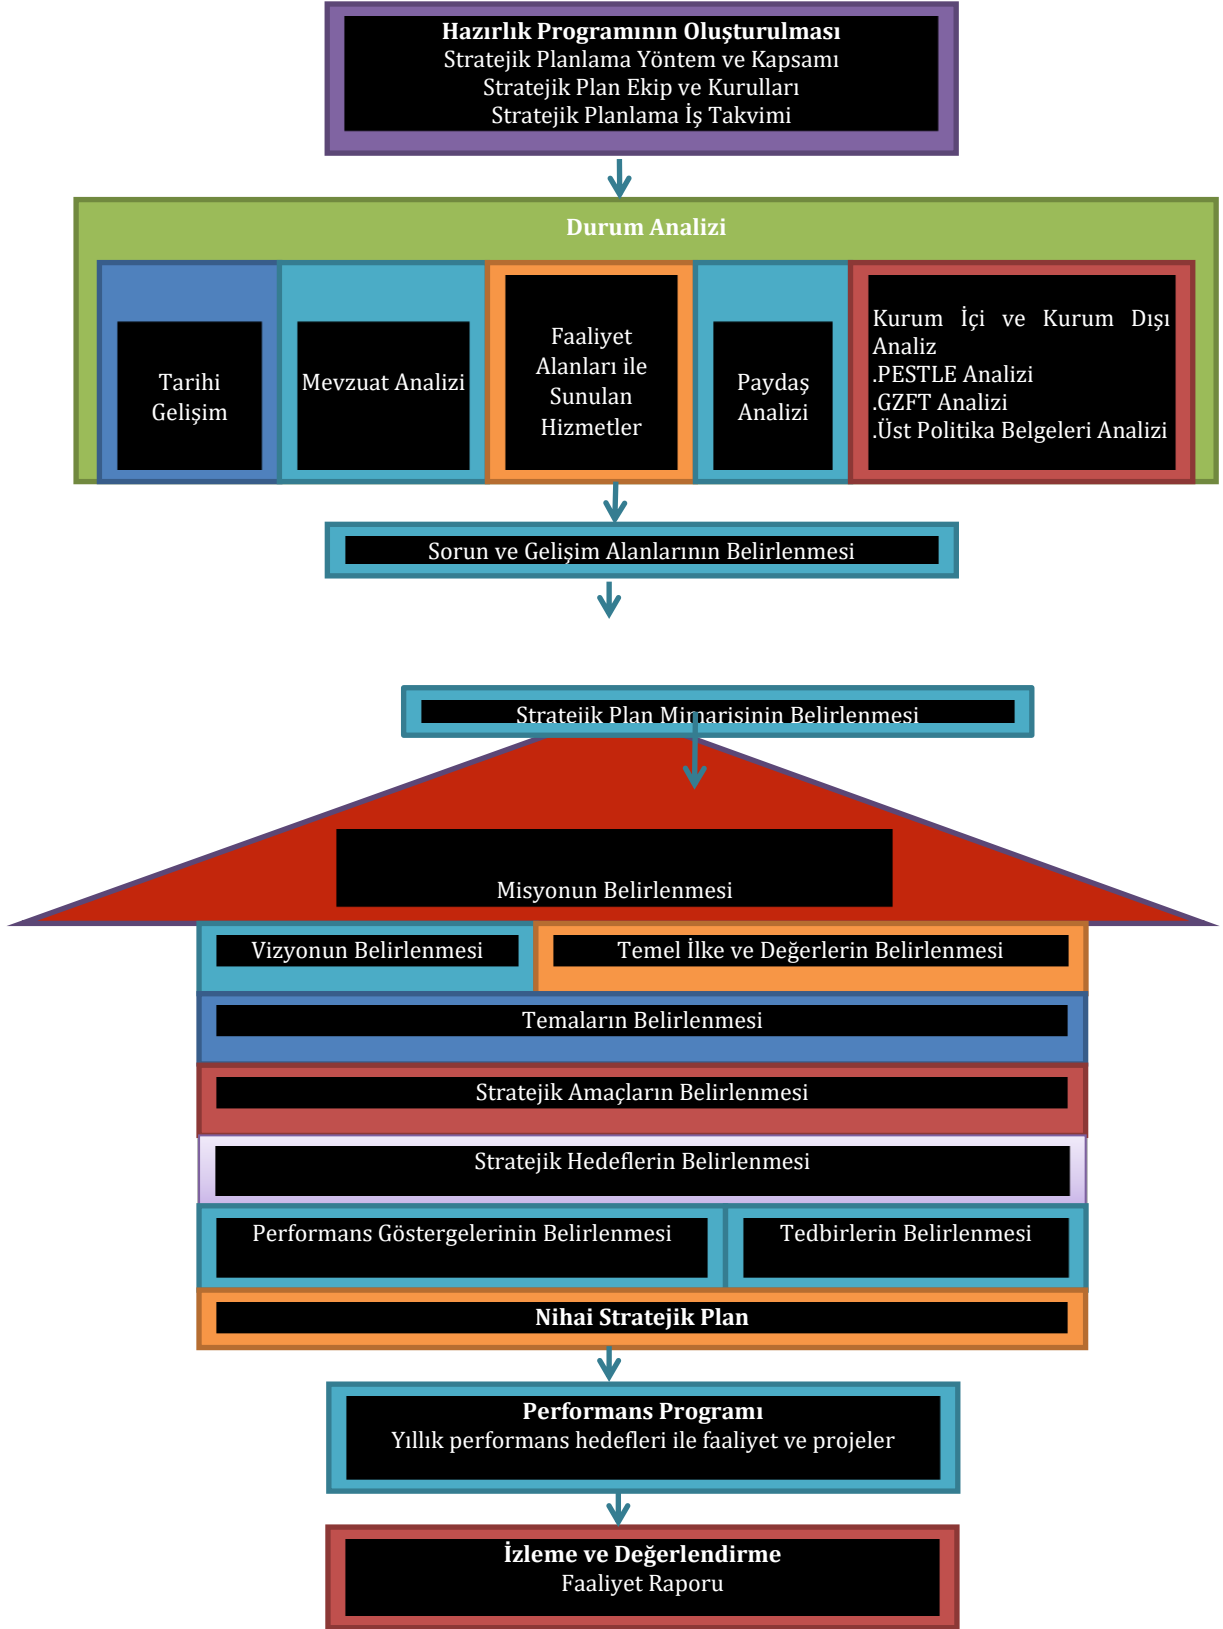 Hazırlık Programının Oluşturulması
Stratejik Planlama Yöntem ve Kapsamı
Stratejik Plan Ekip ve Kurulları
Stratejik Planlama İş Takvimi
Durum Analizi
Tarihi
Gelişim
Mevzuat Analizi
Faaliyet
Alanları ile
Sunulan
Hizmetler
Paydaş
Analizi
Kurum İçi ve Kurum Dışı
Analiz
.PESTLE Analizi
.GZFT Analizi
.Üst Politika Belgeleri Analizi
Sorun ve Gelişim Alanlarının Belirlenmesi
Stratejik Plan Mimarisinin Belirlenmesi
Misyonun Belirlenmesi
Vizyonun Belirlenmesi
Temel İlke ve Değerlerin Belirlenmesi
Temaların Belirlenmesi
Stratejik Amaçların Belirlenmesi
Stratejik Hedeflerin Belirlenmesi
Performans Göstergelerinin Belirlenmesi
Tedbirlerin Belirlenmesi
Nihai Stratejik Plan
Performans Programı
Yıllık performans hedefleri ile faaliyet ve projeler
İzleme ve Değerlendirme
Faaliyet Raporu